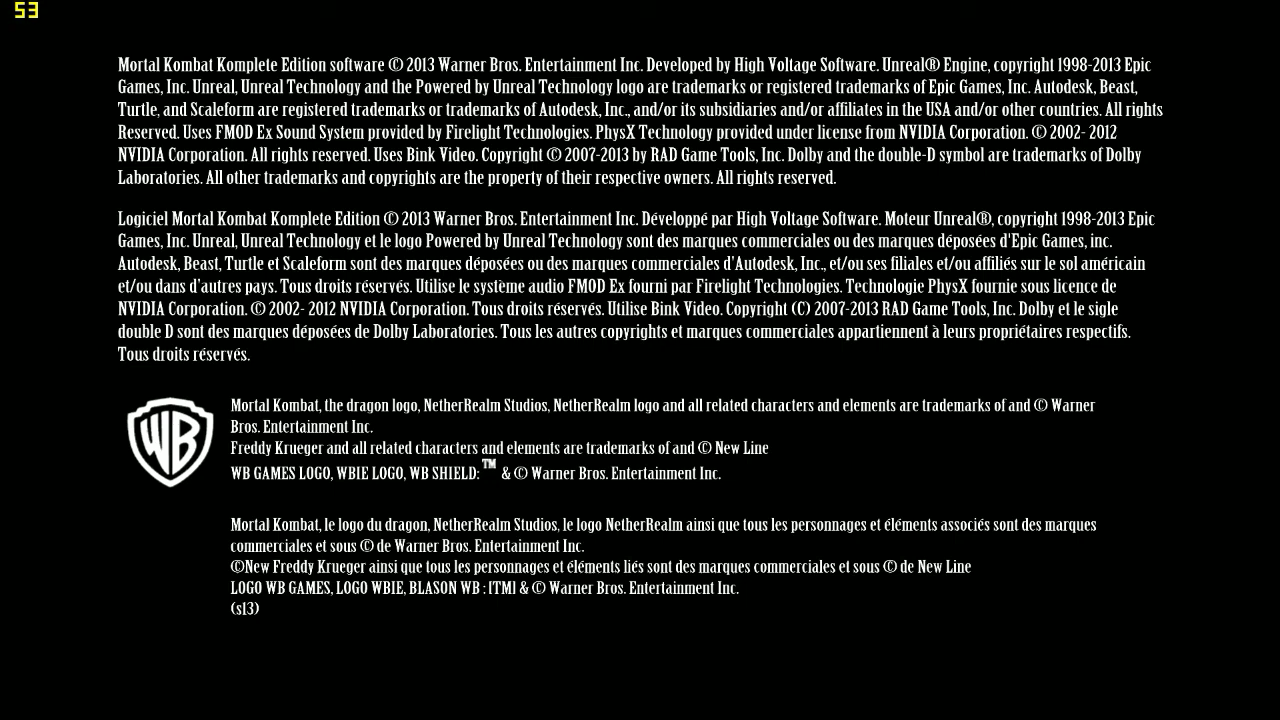 53
Mortal Kombat Komplete Edition software © 2013 Warner Bros. Entertainment Inc. Developed by High Voltage Software. Unreal® Engine, copyright 1998-2013 Epic
Games, Inc. Unreal, Unreal Technology and the Powered by Unreal Technology logo are trademarks or registered trademarks of Epic Games, Inc. Autodesk, Beast,
Turtle, and Scaleform are registered trademarks or trademarks of Autodesk, Inc., and/or its subsidiaries and/or affiliates in the USA and/or other countries. All rights
Reserved. Uses FMOD Ex Sound System provided by Firelight Technologies. PhysX Technology provided under license from NVIDIA Corporation. © 2002- 2012
NVIDIA Corporation. All rights reserved. Uses Bink Video. Copyright © 2007-2013 by RAD Game Tools, Inc. Dolby and the double-D symbol are trademarks of Dolby
Laboratories. All other trademarks and copyrights are the property of their respective owners. All rights reserved.
Logiciel Mortal Kombat Komplete Edition © 2013 Warner Bros. Entertainment Inc. Développé par High Voltage Software. Moteur Unreal®, copyright 1998-2013 Epic
Games, Inc. Unreal, Unreal Technology et le logo Powered by Unreal Technology sont des marques commerciales ou des marques déposées d'Epic Games, inc.
Autodesk, Beast, Turtle et Scaleform sont des marques déposées ou des marques commerciales d'Autodesk, Inc., et/ou ses filiales et/ou affiliés sur le sol américain
et/ou dans d'autres pays. Tous droits réservés. Utilise le système audio FMOD Ex fourni par Firelight Technologies. Technologie PhysX fournie sous licence de
NVIDIA Corporation. © 2002- 2012 NVIDIA Corporation. Tous droits réservés. Utilise Bink Video. Copyright (C) 2007-2013 RAD Game Tools, Inc. Dolby et le sigle
double D sont des marques déposées de Dolby Laboratories. Tous les autres copyrights et marques commerciales appartiennent à leurs propriétaires respectifs.
Tous droits réservés.
WB
Mortal Kombat, the dragon logo, NetherRealm Studios, NetherRealm logo and all related characters and elements are trademarks of and © Warner
Bros. Entertainment Inc.
Freddy Krueger and all related characters and elements are trademarks of and © New Line
WB GAMES LOGO, WBIE LOGO, WB SHIELD: ™ & © Warner Bros. Entertainment Inc.
Mortal Kombat, le logo du dragon, NetherRealm Studios, le logo NetherRealm ainsi que tous les personnages et éléments associés sont des marques
commerciales et sous © de Warner Bros. Entertainment Inc.
©New Freddy Krueger ainsi que tous les personnages et éléments liés sont des marques commerciales et sous © de New Line
LOGO WB GAMES, LOGO WBIE, BLASON WB : [TM] & © Warner Bros. Entertainment Inc.
(s13)